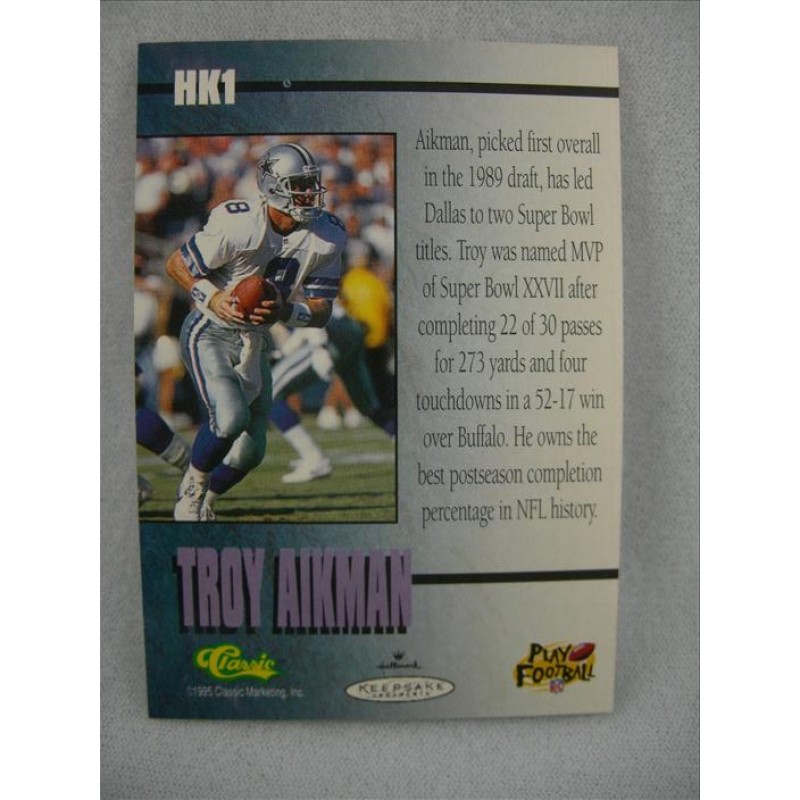 HK1
Aikman, picked first overall
in the 1989 draft, has led
Dallas to two Super Bowl
titles. Troy was named MVP
of Super Bowl XXVII after
completing 22 of 30 passes
for 273 yards and four
touchdowns in a 52-17 win
over Buffalo. He owns the
best postseason completion
percentage in NFL history.
8
8
TROY AIKMAN
Classic
©1995 Classic Marketing, Inc.
Hallmark
KEEPSAKE
ORNAMENTS
PLAY
FOOTBALL
NFL